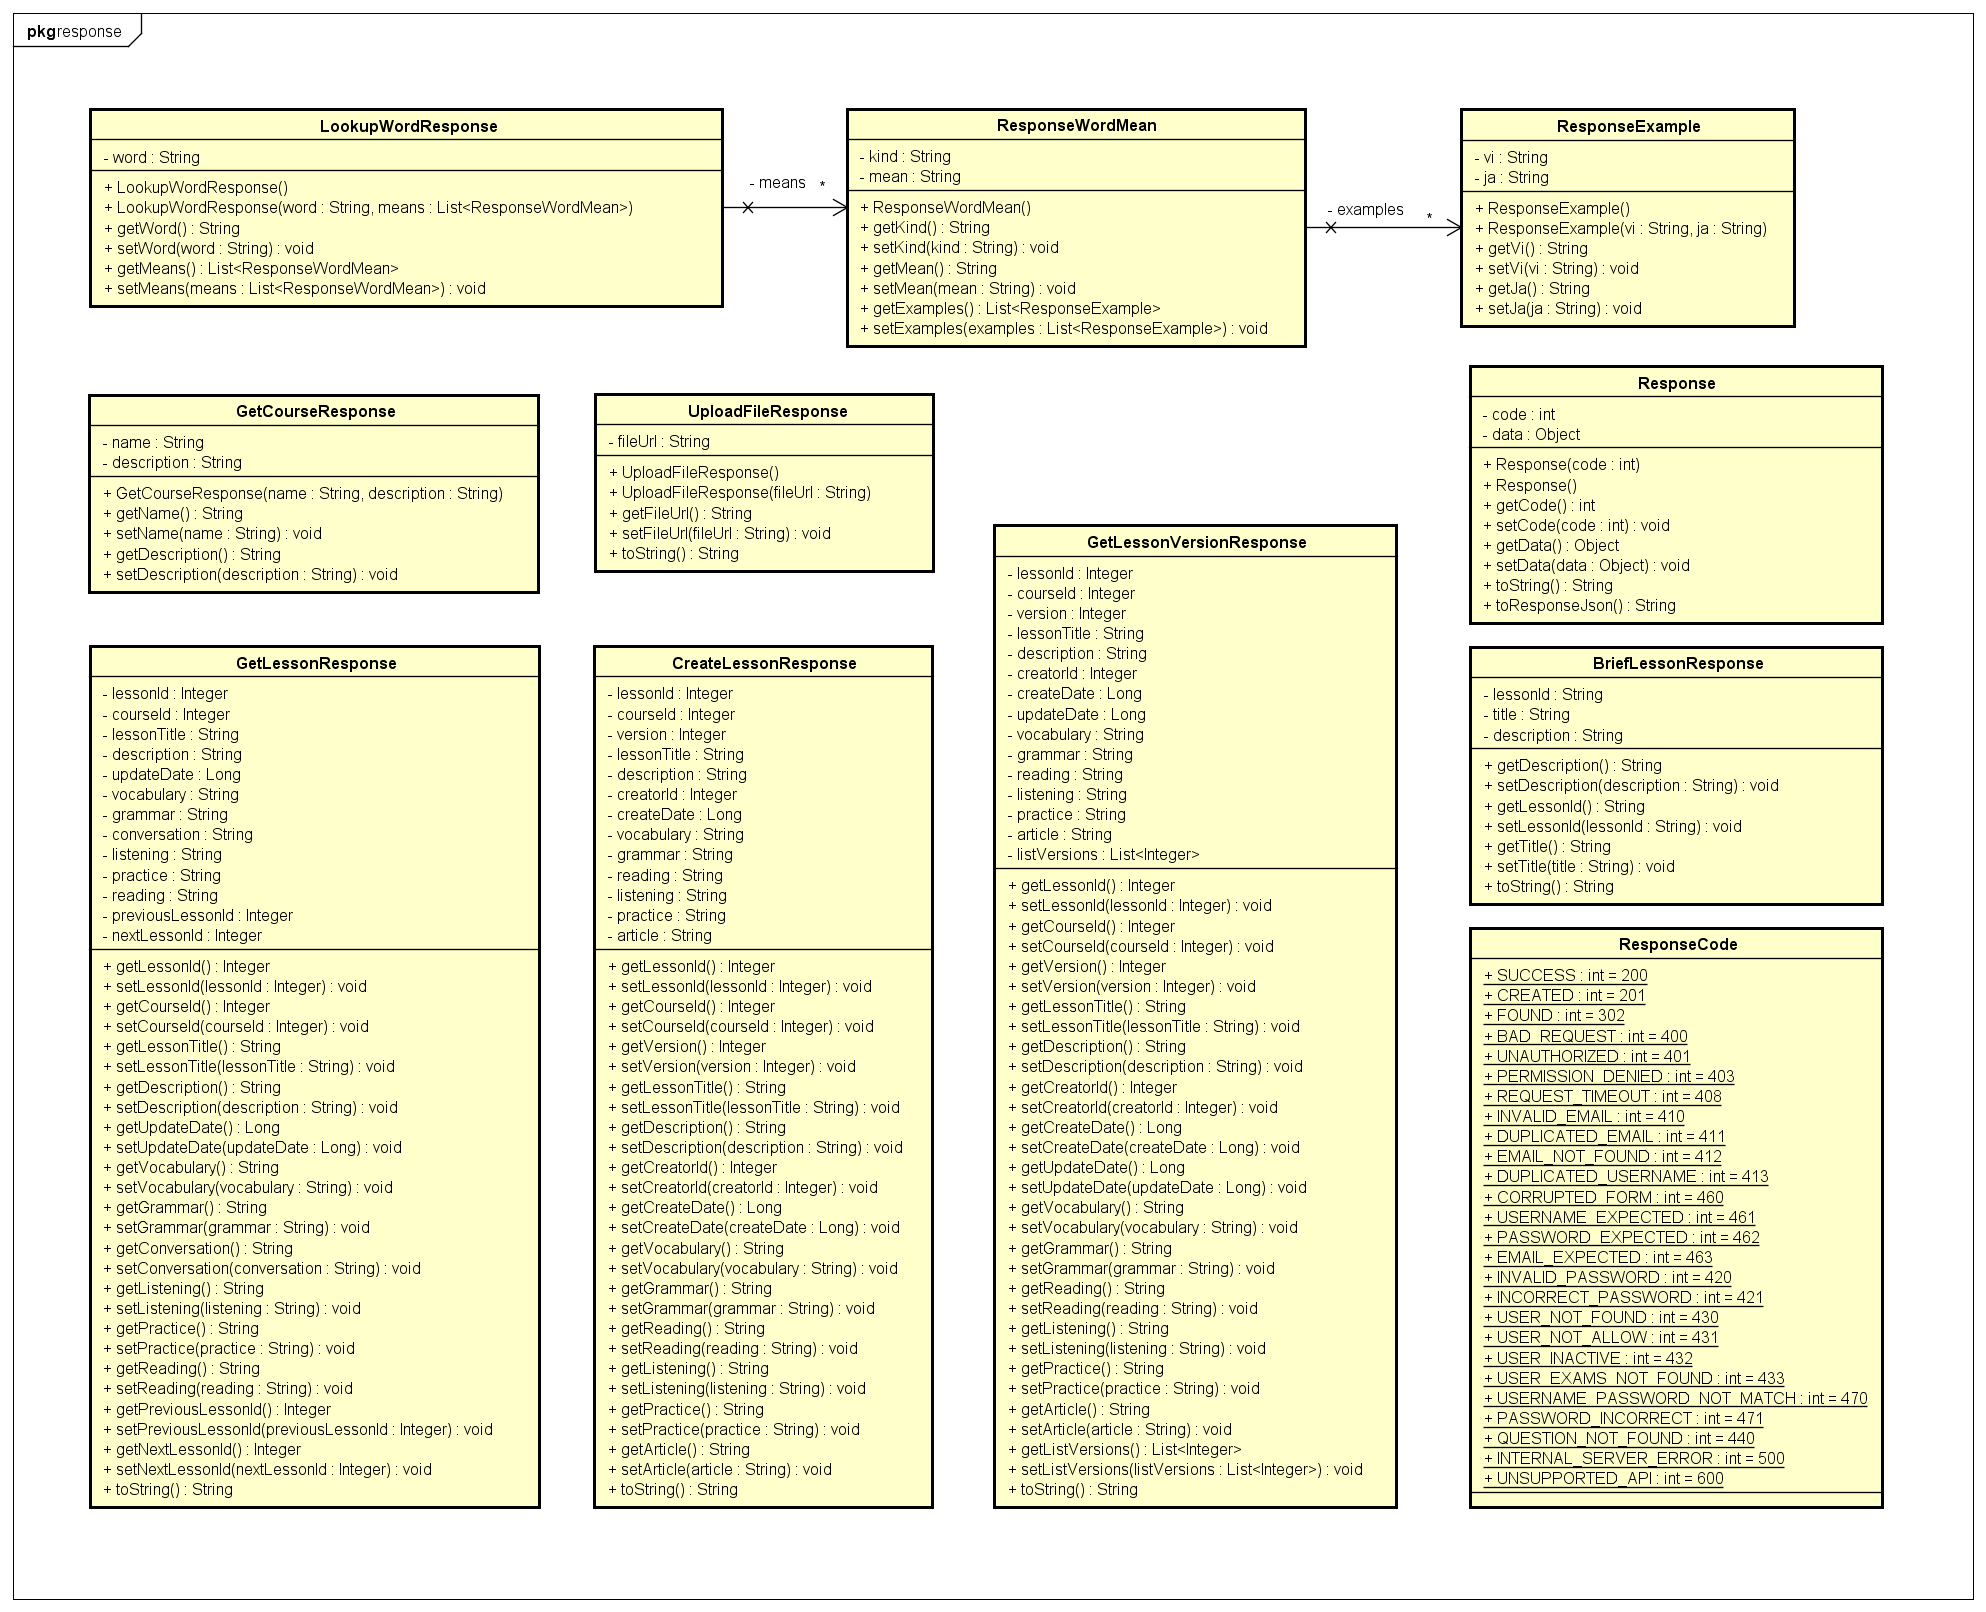 pkg response
LookupWordResponse
- word : String
+ LookupWordResponse()
+ LookupWordResponse(word : String, means : List<ResponseWordMean>)
+ getWord() : String
+ setWord(word : String) : void
+ getMeans() : List<ResponseWordMean>
+ setMeans(means : List<ResponseWordMean>) : void
- means
*
ResponseWordMean
- kind : String
- mean : String
+ ResponseWordMean()
+ getKind() : String
+ setKind(kind : String) : void
+ getMean() : String
+ setMean(mean : String) : void
+ getExamples() : List<ResponseExample>
+ setExamples(examples : List<ResponseExample>) : void
- examples
*
ResponseExample
- vi : String
- ja : String
+ ResponseExample()
+ ResponseExample(vi : String, ja : String)
+ getVi() : String
+ setVi(vi : String) : void
+ getJa() : String
+ setJa(ja : String) : void
GetCourseResponse
- name : String
- description : String
+ GetCourseResponse(name : String, description : String)
+ getName() : String
+ setName(name : String) : void
+ getDescription() : String
+ setDescription(description : String) : void
UploadFileResponse
- fileUrl : String
+ UploadFileResponse()
+ UploadFileResponse(fileUrl : String)
+ getFileUrl() : String
+ setFileUrl(fileUrl : String) : void
+ toString() : String
Response
- code : int
- data : Object
+ Response(code : int)
+ Response()
+ getCode() : int
+ setCode(code : int) : void
+ getData() : Object
+ setData(data : Object) : void
+ toString() : String
+ toResponseJson() : String
GetLessonResponse
- lessonId : Integer
- courseId : Integer
- lessonTitle : String
- description : String
- updateDate : Long
- vocabulary : String
- grammar : String
- conversation : String
- listening : String
- practice : String
- reading : String
- previousLessonId : Integer
- nextLessonId : Integer
+ getLessonId() : Integer
+ setLessonId(lessonId : Integer) : void
+ getCourseId() : Integer
+ setCourseId(courseId : Integer) : void
+ getLessonTitle() : String
+ setLessonTitle(lessonTitle : String) : void
+ getDescription() : String
+ setDescription(description : String) : void
+ getUpdateDate() : Long
+ setUpdateDate(updateDate : Long) : void
+ getVocabulary() : String
+ setVocabulary(vocabulary : String) : void
+ getGrammar() : String
+ setGrammar(grammar : String) : void
+ getConversation() : String
+ setConversation(conversation : String) : void
+ getListening() : String
+ setListening(listening : String) : void
+ getPractice() : String
+ setPractice(practice : String) : void
+ getReading() : String
+ setReading(reading : String) : void
+ getPreviousLessonId() : Integer
+ setPreviousLessonId(previousLessonId : Integer) : void
+ getNextLessonId() : Integer
+ setNextLessonId(nextLessonId : Integer) : void
+ toString() : String
CreateLessonResponse
- lessonId : Integer
- courseId : Integer
- version : Integer
- lessonTitle : String
- description : String
- creatorId : Integer
- createDate : Long
- vocabulary : String
- grammar : String
- reading : String
- listening : String
- practice : String
- article : String
+ getLessonId() : Integer
+ setLessonId(lessonId : Integer) : void
+ getCourseId() : Integer
+ setCourseId(courseId : Integer) : void
+ getVersion() : Integer
+ setVersion(version : Integer) : void
+ getLessonTitle() : String
+ setLessonTitle(lessonTitle : String) : void
+ getDescription() : String
+ setDescription(description : String) : void
+ getCreatorId() : Integer
+ setCreatorId(creatorId : Integer) : void
+ getCreateDate() : Long
+ setCreateDate(createDate : Long) : void
+ getVocabulary() : String
+ setVocabulary(vocabulary : String) : void
+ getGrammar() : String
+ setGrammar(grammar : String) : void
+ getReading() : String
+ setReading(reading : String) : void
+ getListening() : String
+ setListening(listening : String) : void
+ getPractice() : String
+ setPractice(practice : String) : void
+ getArticle() : String
+ setArticle(article : String) : void
+ toString() : String
GetLessonVersionResponse
- lessonId : Integer
- courseId : Integer
- version : Integer
- lessonTitle : String
- description : String
- creatorId : Integer
- createDate : Long
- updateDate : Long
- vocabulary : String
- grammar : String
- reading : String
- listening : String
- practice : String
- article : String
- listVersions : List<Integer>
+ getLessonId() : Integer
+ setLessonId(lessonId : Integer) : void
+ getCourseId() : Integer
+ setCourseId(courseId : Integer) : void
+ getVersion() : Integer
+ setVersion(version : Integer) : void
+ getLessonTitle() : String
+ setLessonTitle(lessonTitle : String) : void
+ getDescription() : String
+ setDescription(description : String) : void
+ getCreatorId() : Integer
+ setCreatorId(creatorId : Integer) : void
+ getCreateDate() : Long
+ setCreateDate(createDate : Long) : void
+ getUpdateDate() : Long
+ setUpdateDate(updateDate : Long) : void
+ getVocabulary() : String
+ setVocabulary(vocabulary : String) : void
+ getGrammar() : String
+ setGrammar(grammar : String) : void
+ getReading() : String
+ setReading(reading : String) : void
+ getListening() : String
+ setListening(listening : String) : void
+ getPractice() : String
+ setPractice(practice : String) : void
+ getArticle() : String
+ setArticle(article : String) : void
+ getListVersions() : List<Integer>
+ setListVersions(listVersions : List<Integer>) : void
+ toString() : String
BriefLessonResponse
- lessonId : String
- title : String
- description : String
+ getDescription() : String
+ setDescription(description : String) : void
+ getLessonId() : String
+ setLessonId(lessonId : String) : void
+ getTitle() : String
+ setTitle(title : String) : void
+ toString() : String
ResponseCode
+ SUCCESS : int = 200
+ CREATED : int = 201
+ FOUND : int = 302
+ BAD_REQUEST : int = 400
+ UNAUTHORIZED : int = 401
+ PERMISSION_DENIED : int = 403
+ REQUEST_TIMEOUT : int = 408
+ INVALID_EMAIL : int = 410
+ DUPLICATED_EMAIL : int = 411
+ EMAIL_NOT_FOUND : int = 412
+ DUPLICATED_USERNAME : int = 413
+ CORRUPTED_FORM : int = 460
+ USERNAME_EXPECTED : int = 461
+ PASSWORD_EXPECTED : int = 462
+ EMAIL_EXPECTED : int = 463
+ INVALID_PASSWORD : int = 420
+ INCORRECT_PASSWORD : int = 421
+ USER_NOT_FOUND : int = 430
+ USER_NOT_ALLOW : int = 431
+ USER_INACTIVE : int = 432
+ USER_EXAMS_NOT_FOUND : int = 433
+ USERNAME_PASSWORD_NOT_MATCH : int = 470
+ PASSWORD_INCORRECT : int = 471
+ QUESTION_NOT_FOUND : int = 440
+ INTERNAL_SERVER_ERROR : int = 500
+ UNSUPPORTED_API : int = 600